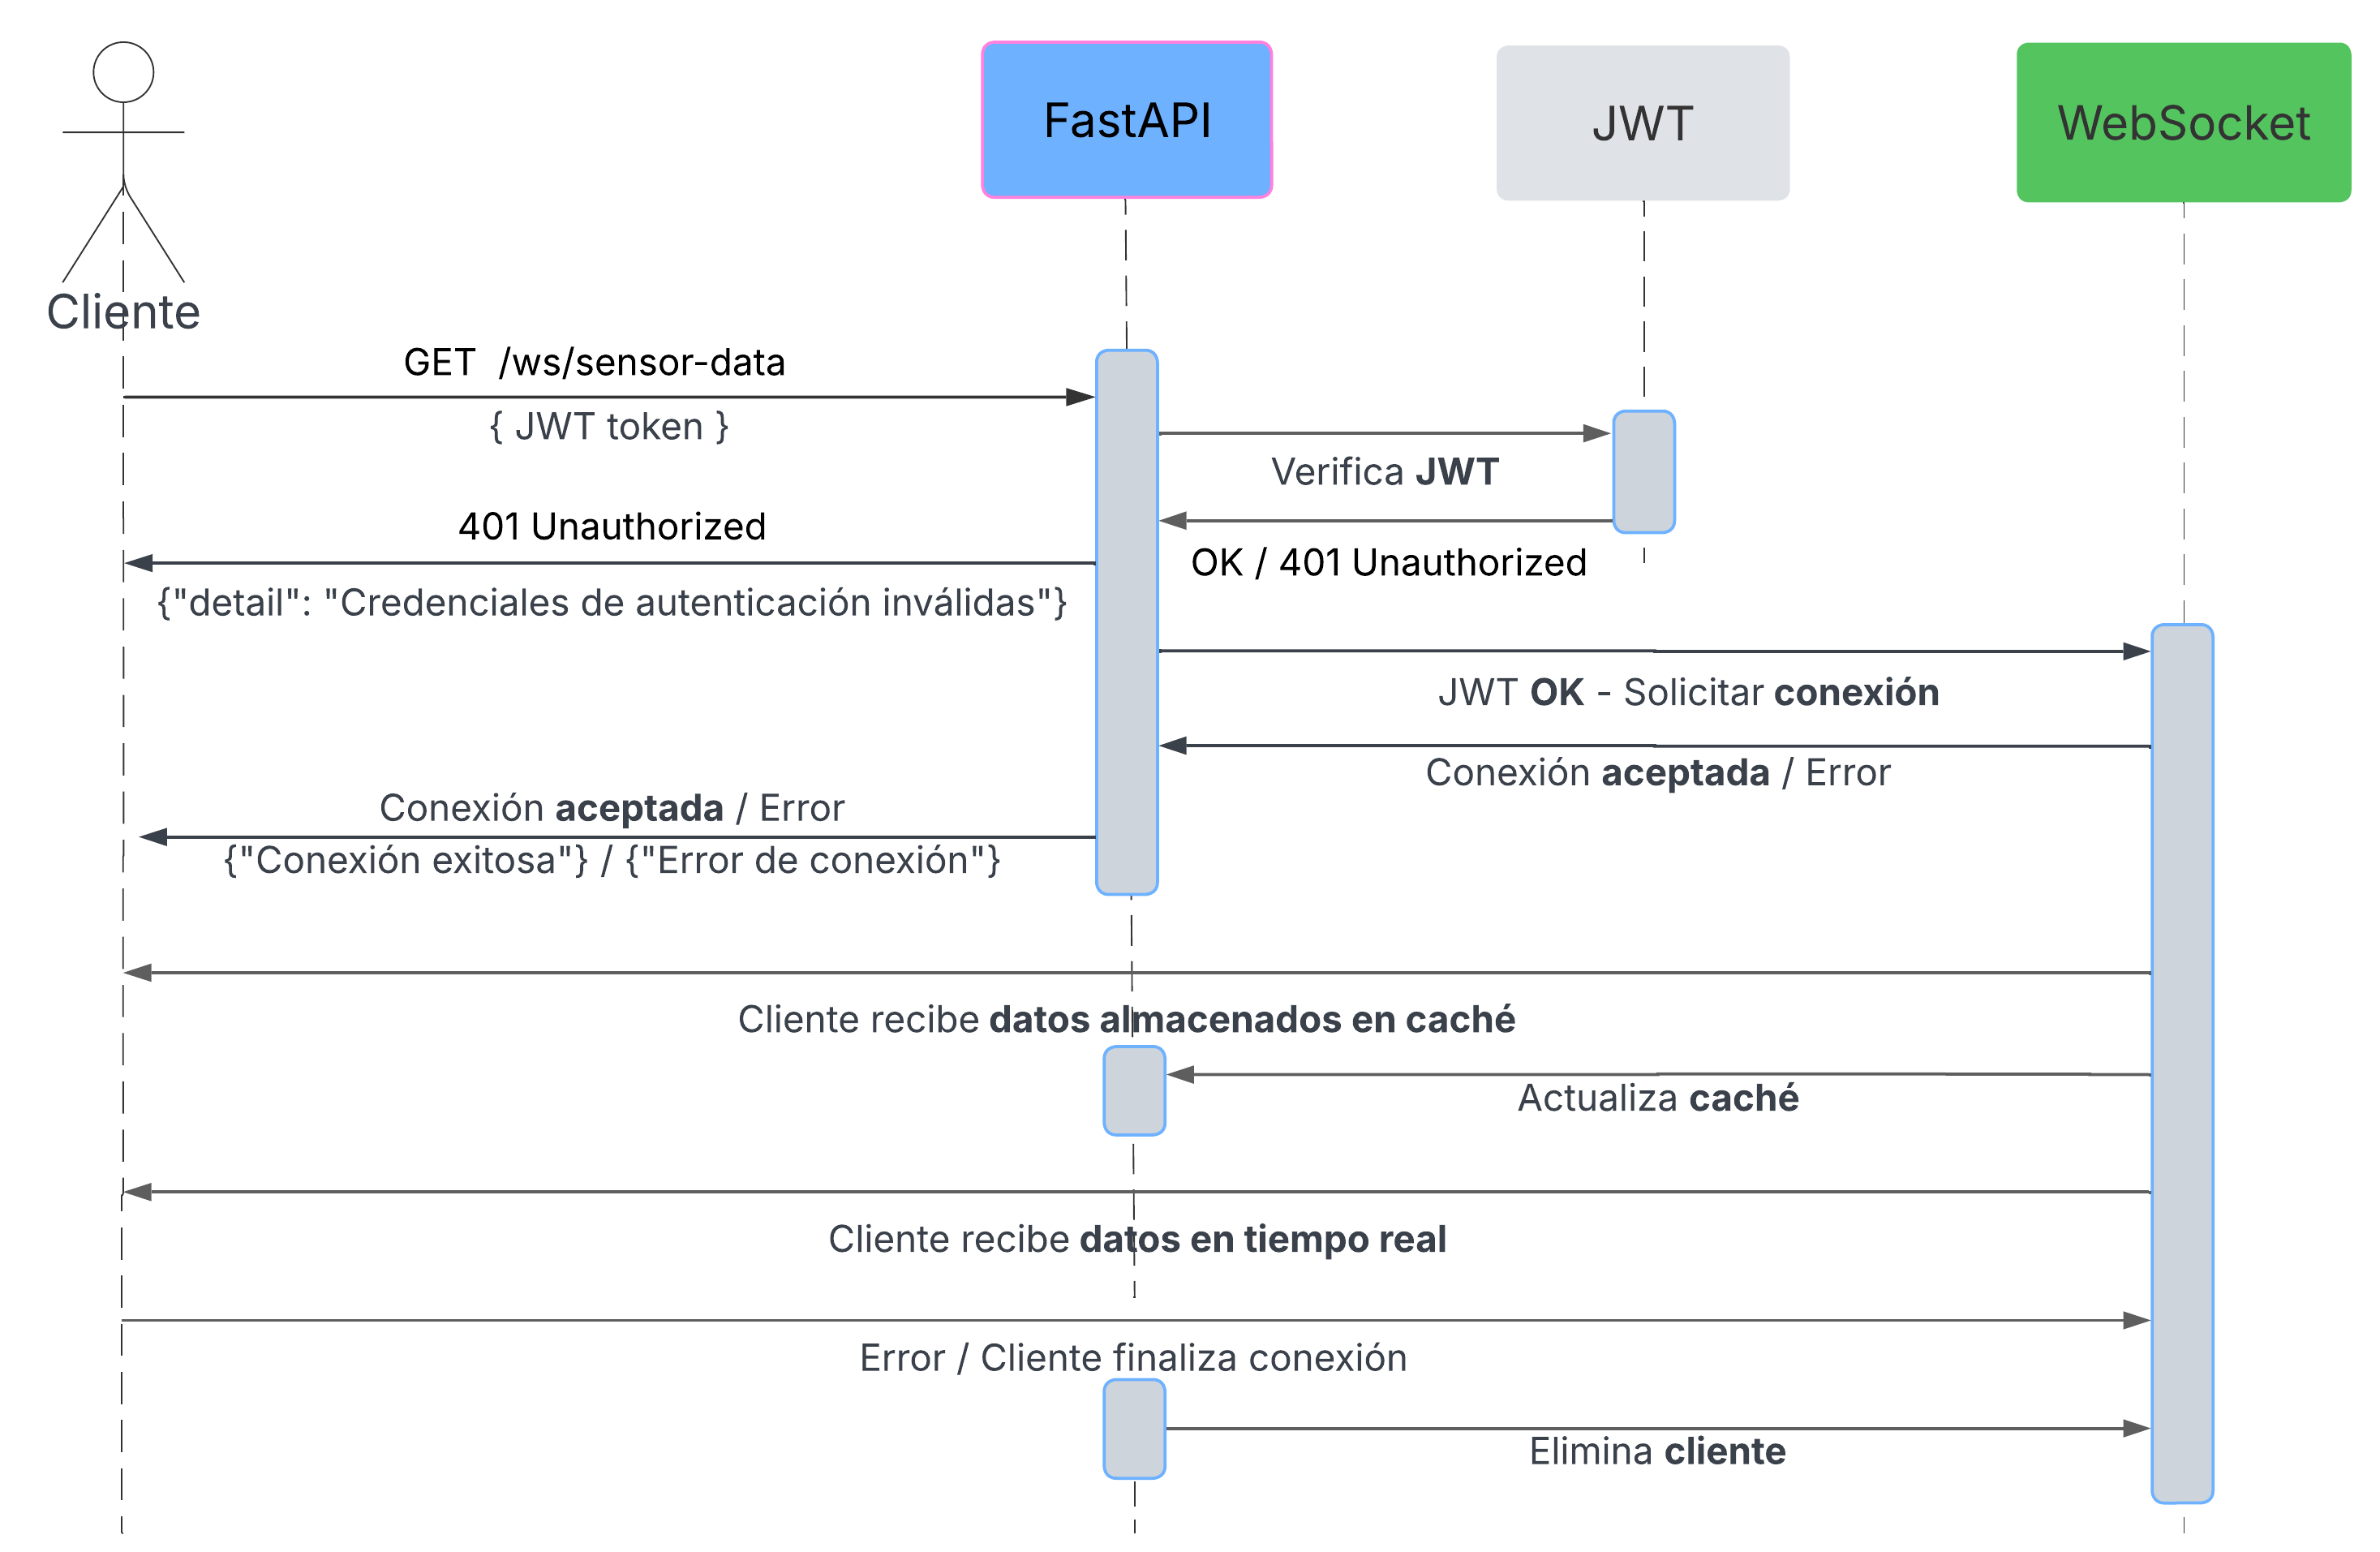 FastAPI
JWT
WebSocket
Cliente
GET /ws/sensor-data
{ JWT token }
Verifica JWT
401 Unauthorized
OK / 401 Unauthorized
{"detail": "Credenciales de autenticación inválidas"}
JWT OK - Solicitar conexión
Conexión aceptada / Error
Conexión aceptada / Error
{"Conexión exitosa"} / {"Error de conexión"}
Cliente recibe datos almacenados en caché
Actualiza caché
Cliente recibe datos en tiempo real
Error / Cliente finaliza conexión
Elimina cliente